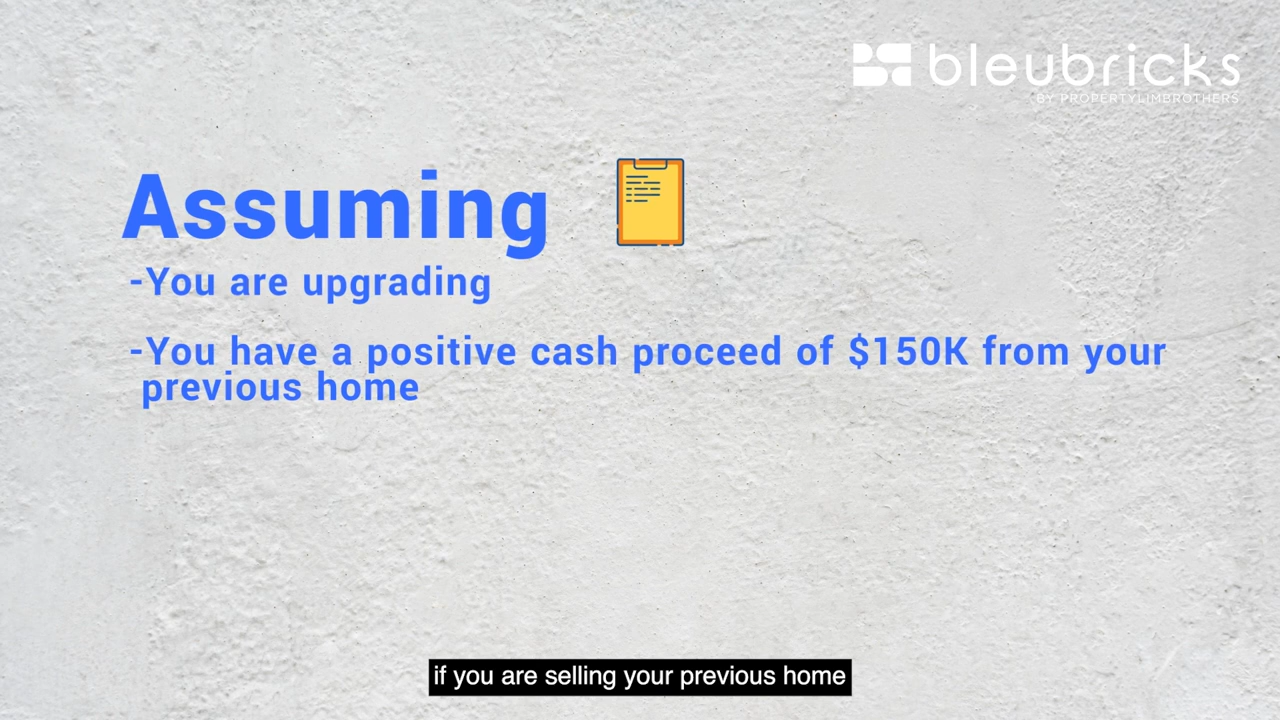 bleubricks
BY PROPERTYLIMBROTHERS
Assuming
-You are upgrading
-You have a positive cash proceed of $150K from your
previous home
if you are selling your previous home